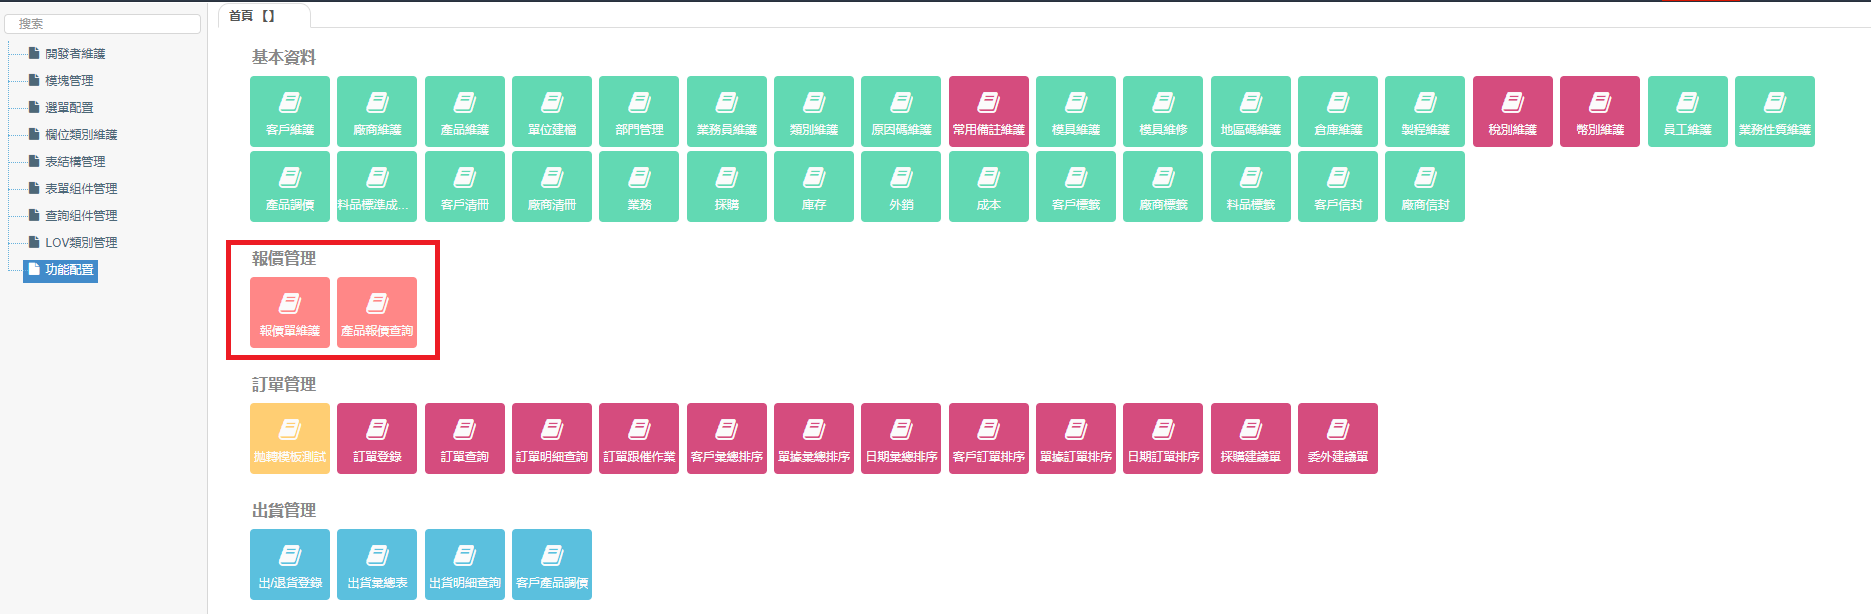 搜索
首頁 【】
開發者維護
模塊管理
選單配置
欄位類別維護
表結構管理
表單組件管理
查詢組件管理
LOV類別管理
功能配置
基本資料
客戶維護 廠商維護 產品維護 單位建檔 部門管理 業務員維護 類別維護 原因碼維護 常用備註維護 模具維護 模具維修 地區碼維護 倉庫維護 製程維護 稅別維護 幣別維護 員工維護 業務性質維護
產品調價 料品標準成... 客戶清冊 廠商清冊 業務 採購 庫存 外銷 成本 客戶標籤 廠商標籤 料品標籤 客戶信封 廠商信封
報價管理
報價單維護 產品報價查詢
訂單管理
拋轉模板測試 訂單登錄 訂單查詢 訂單明細查詢 訂單跟催作業 客戶彙總排序 單據彙總排序 日期彙總排序 客戶訂單排序 單據訂單排序 日期訂單排序 採購建議單 委外建議單
出貨管理
出/退貨登錄 出貨彙總表 出貨明細查詢 客戶產品調價